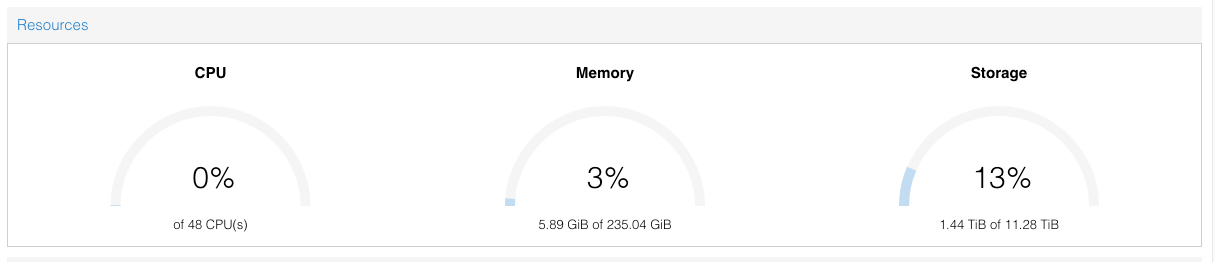 Resources
CPU
Memory
Storage
0%
3%
13%
of 48 CPU(s)
5.89 GiB of 235.04 GiB
1.44 TiB of 11.28 TiB